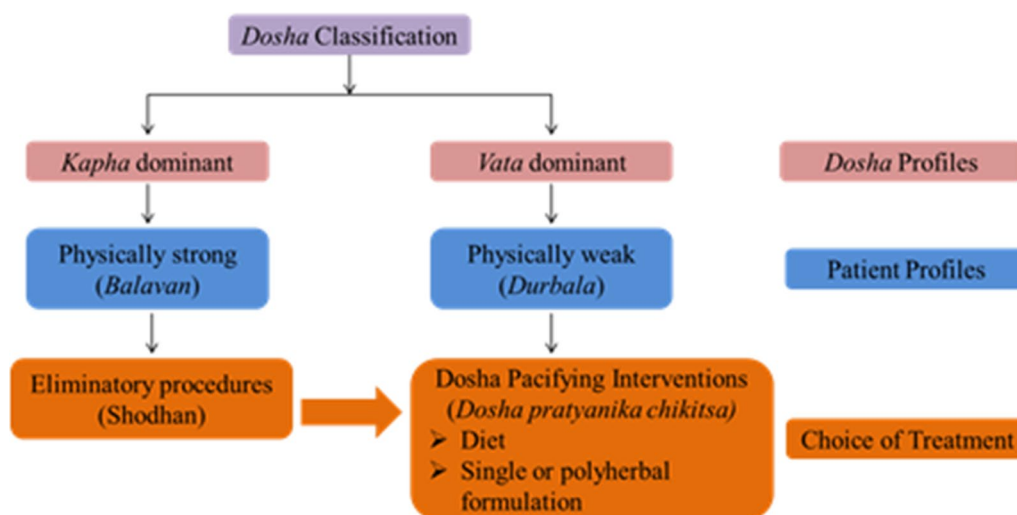 Dosha Classification
Kapha dominant
Vata dominant
Dosha Profiles
Physically strong
(Balavan)
Physically weak
(Durbala)
Patient Profiles
Eliminatory procedures
(Shodhan)
Dosha Pacifying Interventions
(Dosha pratyanika chikitsa)
➢ Diet
➢ Single or polyherbal
formulation
Choice of Treatment